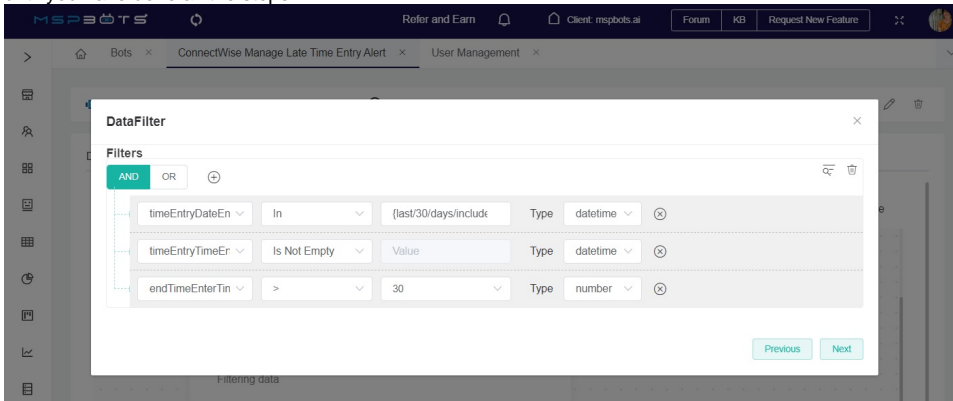 MSPBOTS Refer and Earn Client: mspbots.ai Forum KB Request New Feature
Bots × ConnectWise Manage Late Time Entry Alert × User Management ×
DataFilter
Filters
AND OR
timeEntryDateEn In {last/30/days/include Type datetime
timeEntryTimeEr Is Not Empty Value Type datetime
endTimeEnterTin > 30 Type number
Previous Next
Filtering data